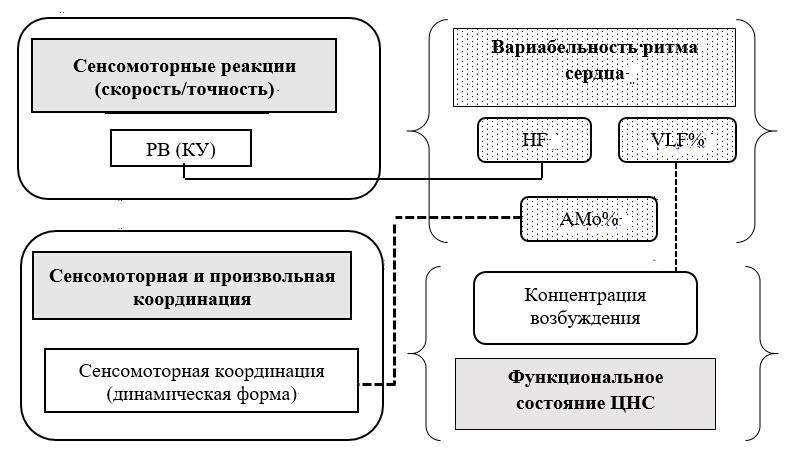 Сенсомоторные реакции
(скорость/точность)
РВ (КУ)
Вариабельность ритма
сердца
HF
VLF%
AMo%
Сенсомоторная и произвольная
координация
Сенсомоторная координация
(динамическая форма)
Концентрация
возбуждения
Функциональное
состояние ЦНС